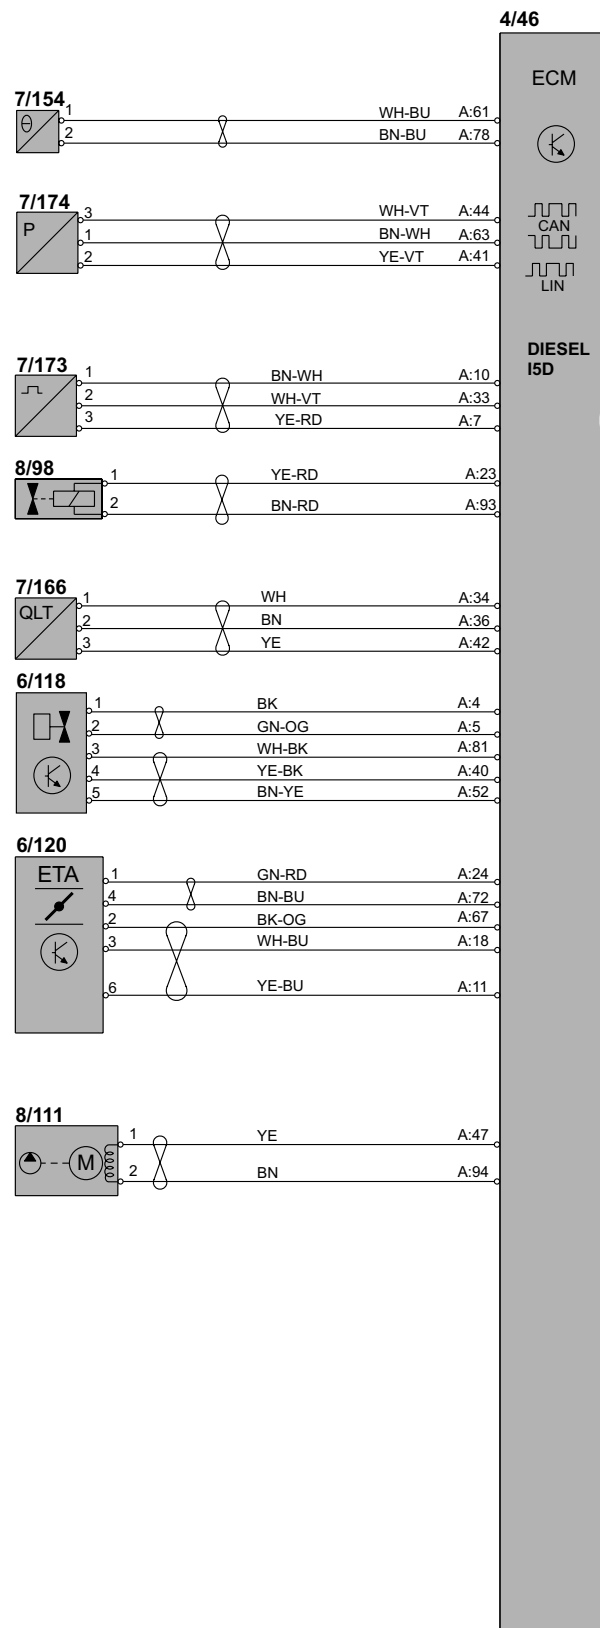 4/46
ECM
CAN
LIN
DIESEL
I5D
7/154
θ
1 WH-BU A:61
2 BN-BU A:78
7/174
P
3 WH-VT A:44
1 BN-WH A:63
2 YE-VT A:41
7/173
1 BN-WH A:10
2 WH-VT A:33
3 YE-RD A:7
8/98
1 YE-RD A:23
2 BN-RD A:93
7/166
QLT
1 WH A:34
2 BN A:36
3 YE A:42
6/118
1 BK A:4
2 GN-OG A:5
3 WH-BK A:81
4 YE-BK A:40
5 BN-YE A:52
6/120
ETA
1 GN-RD A:24
4 BN-BU A:72
2 BK-OG A:67
3 WH-BU A:18
6 YE-BU A:11
8/111
M
1 YE A:47
2 BN A:94